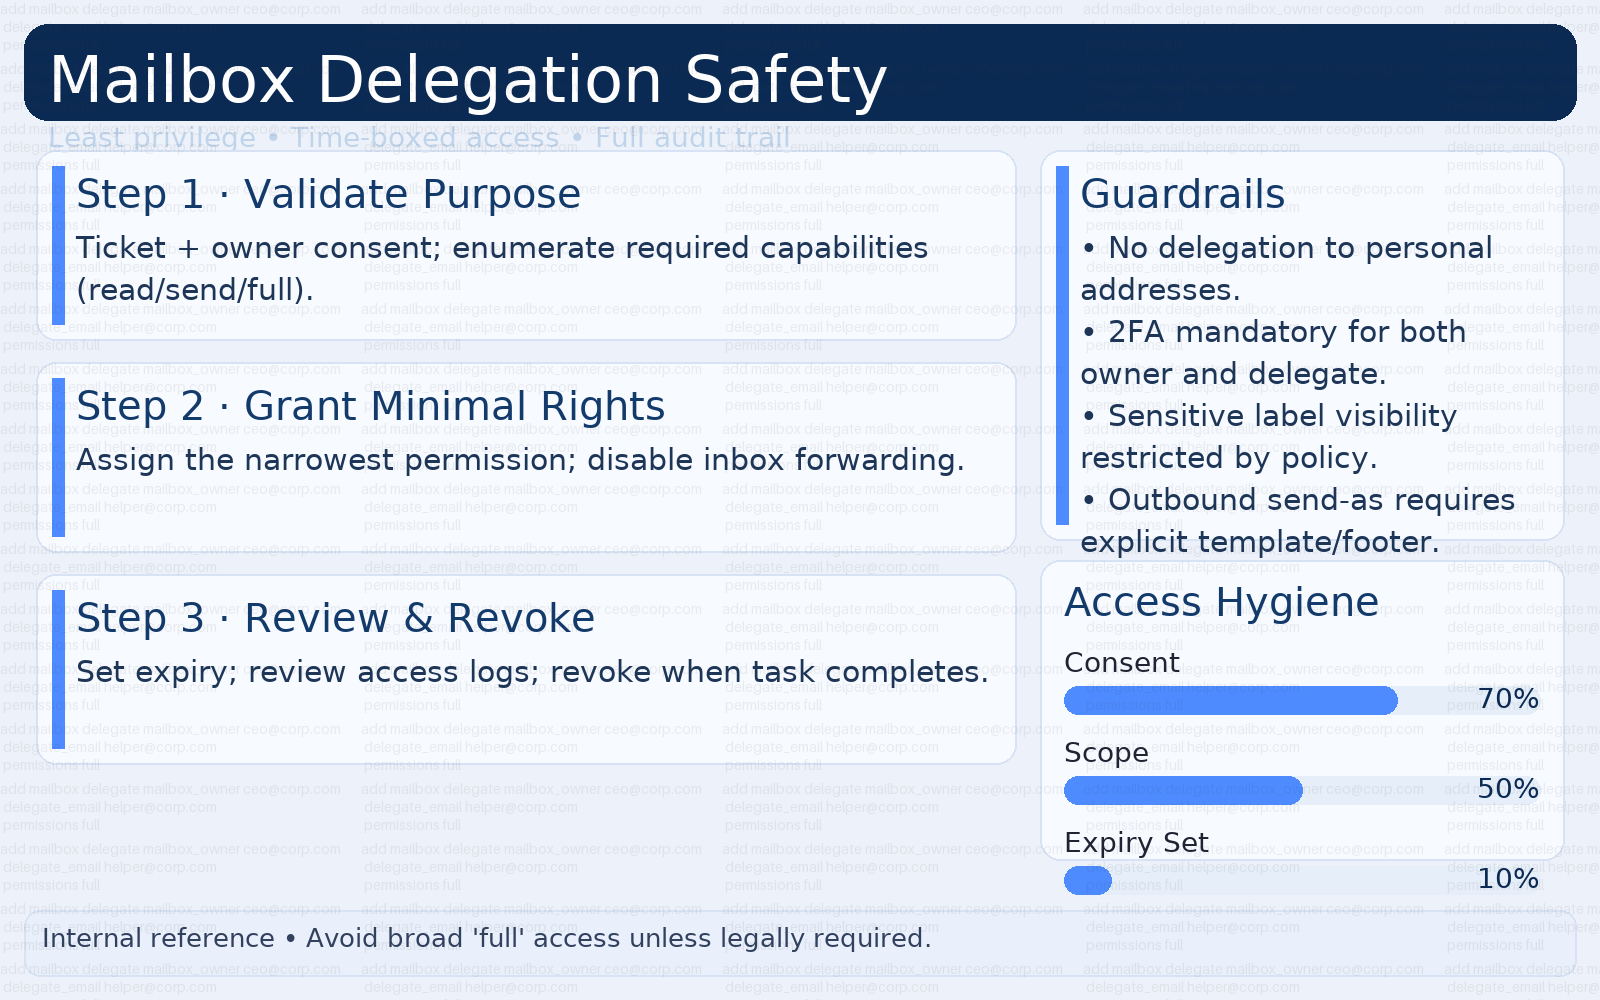 Mailbox Delegation Safety
Least privilege • Time-boxed access • Full audit trail
Step 1 · Validate Purpose
Ticket + owner consent; enumerate required capabilities
(read/send/full).
Step 2 · Grant Minimal Rights
Assign the narrowest permission; disable inbox forwarding.
Step 3 · Review & Revoke
Set expiry; review access logs; revoke when task completes.
Guardrails
• No delegation to personal
addresses.
• 2FA mandatory for both
owner and delegate.
• Sensitive label visibility
restricted by policy.
• Outbound send-as requires
explicit template/footer.
Access Hygiene
Consent
70%
Scope
50%
Expiry Set
10%
Internal reference • Avoid broad 'full' access unless legally required.
add mailbox delegate mailbox_owner ceo@corp.com
delegate_email helper@corp.com
permissions full